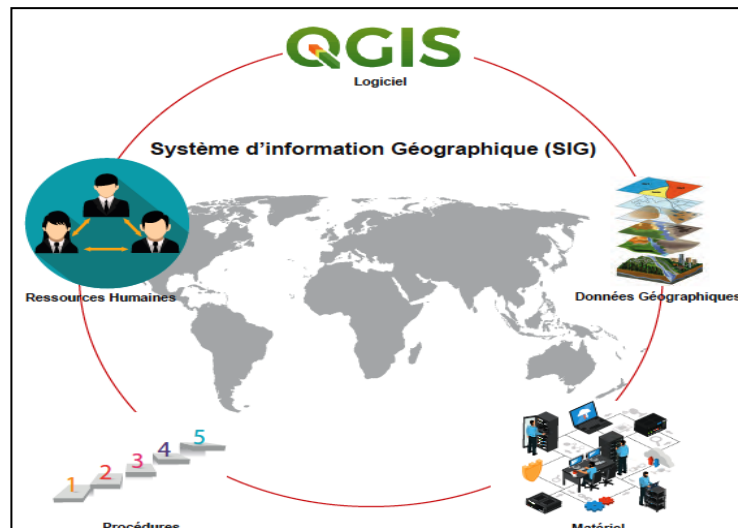 QGIS
Logiciel
Système d'information Géographique (SIG)
Ressources Humaines
Données Géographiques
1 2 3 4 5
Procédures
Matériel